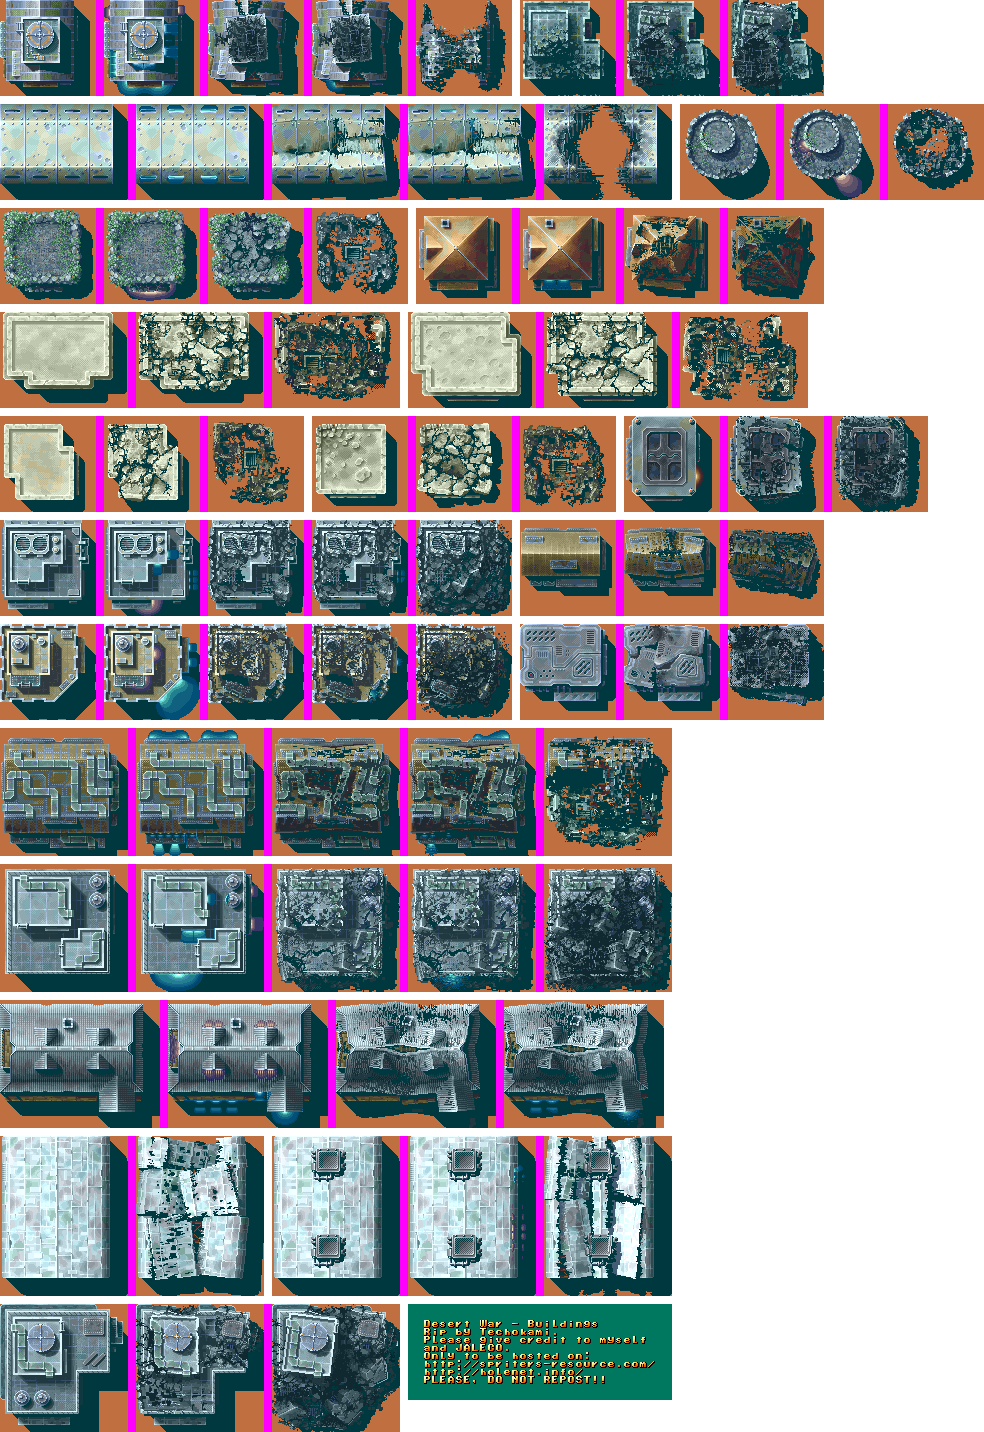 Desert War - Buildings
Rip by Techokami.
Please give credit to myself
and JALECO.
Only to be hosted on:
http://spriters-resource.com/
http://holenet.info/
PLEASE, DO NOT REPOST!!